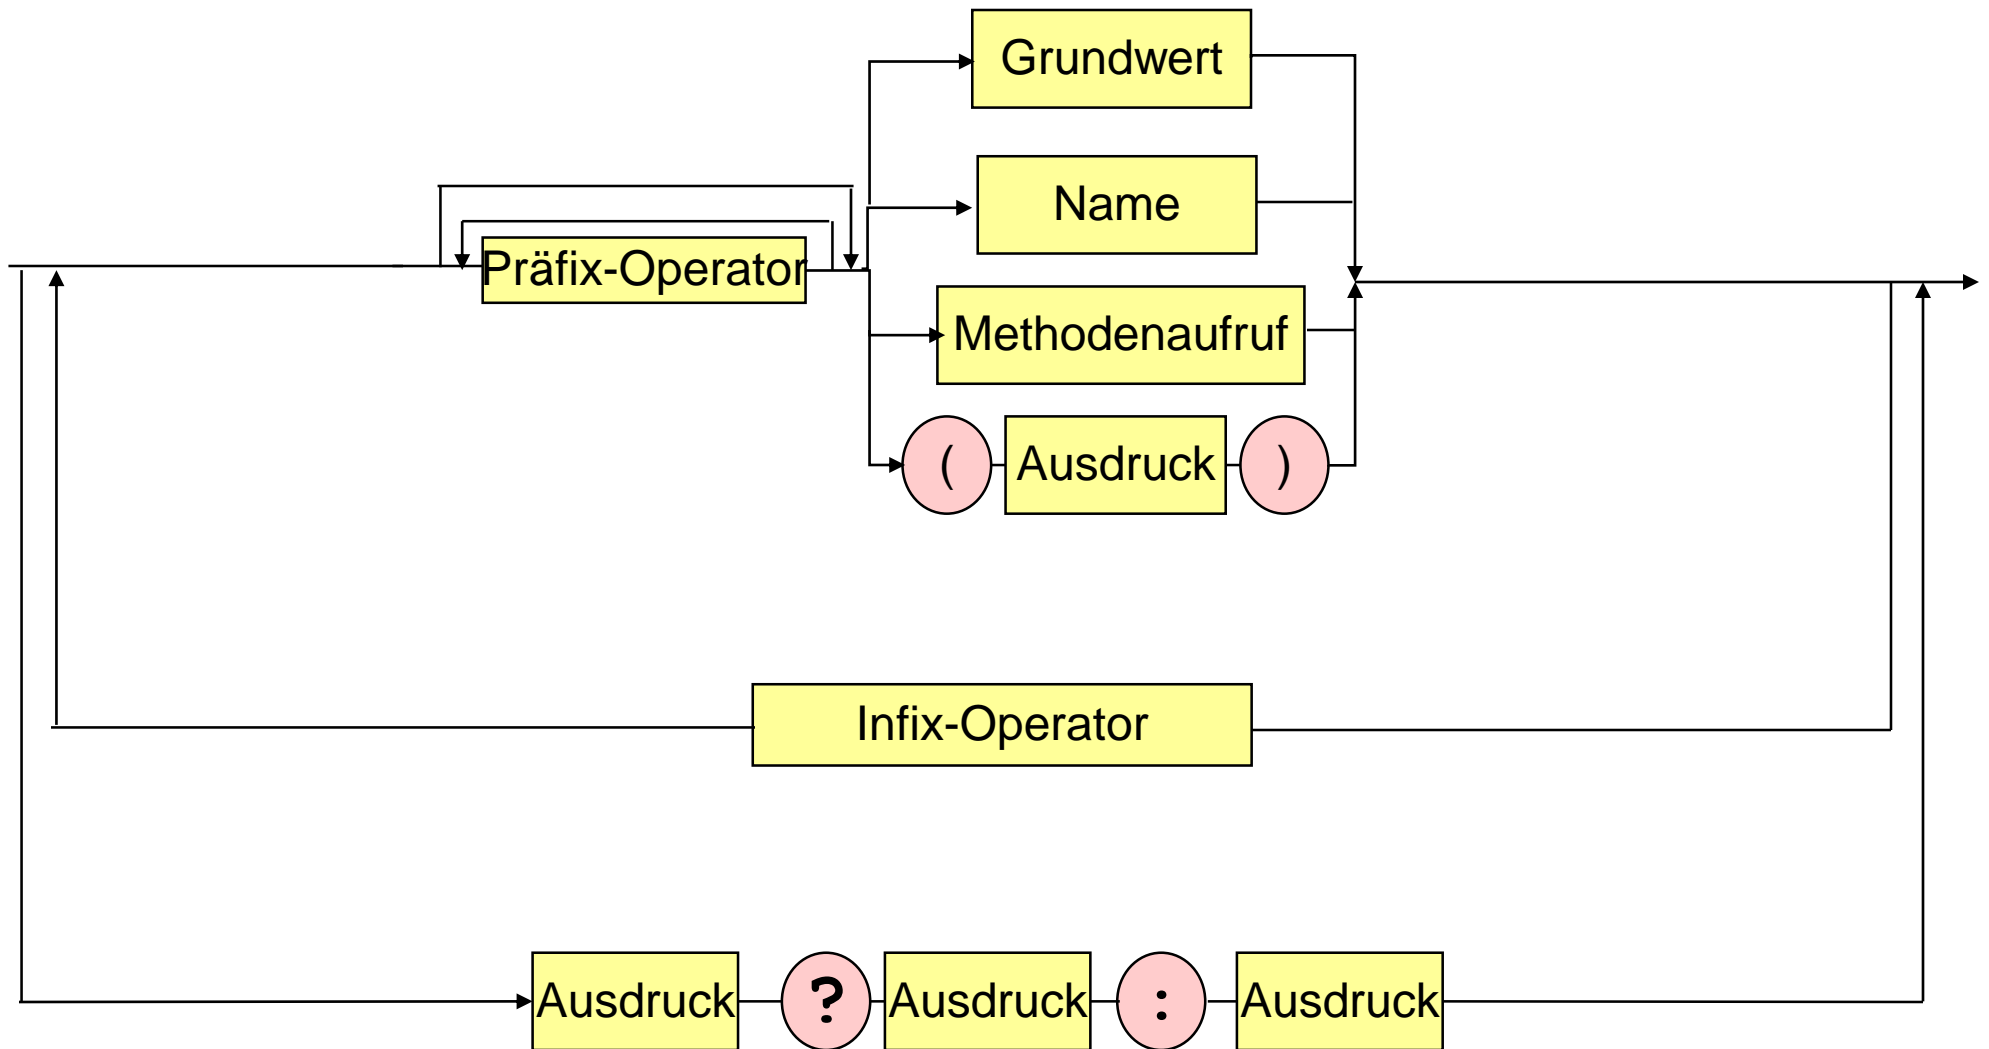 Grundwert
Name
Präfix-Operator
Methodenaufruf
( Ausdruck )
Infix-Operator
Ausdruck ? Ausdruck : Ausdruck